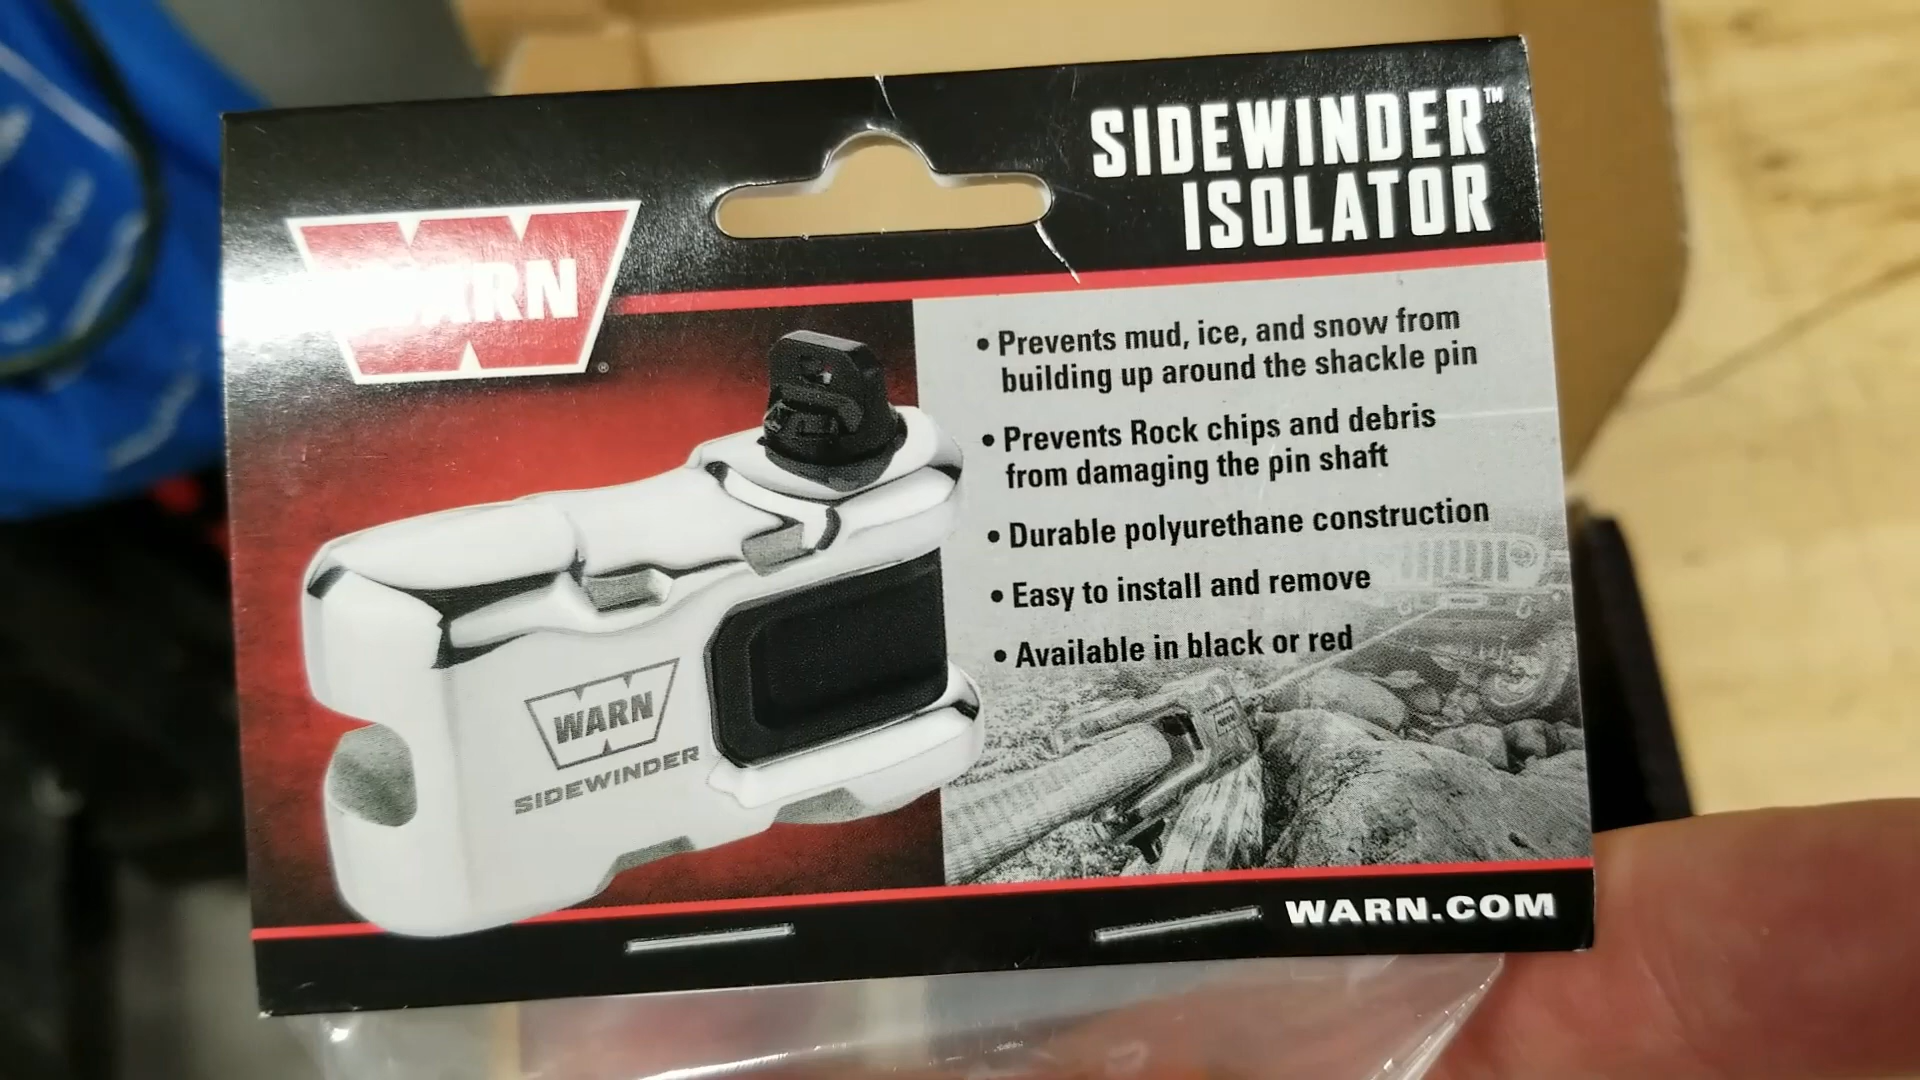 SIDEWINDER™
ISOLATOR
WARN®
• Prevents mud, ice, and snow from
building up around the shackle pin
• Prevents Rock chips and debris
from damaging the pin shaft
• Durable polyurethane construction
• Easy to install and remove
• Available in black or red
WARN
SIDEWINDER
WARN.COM